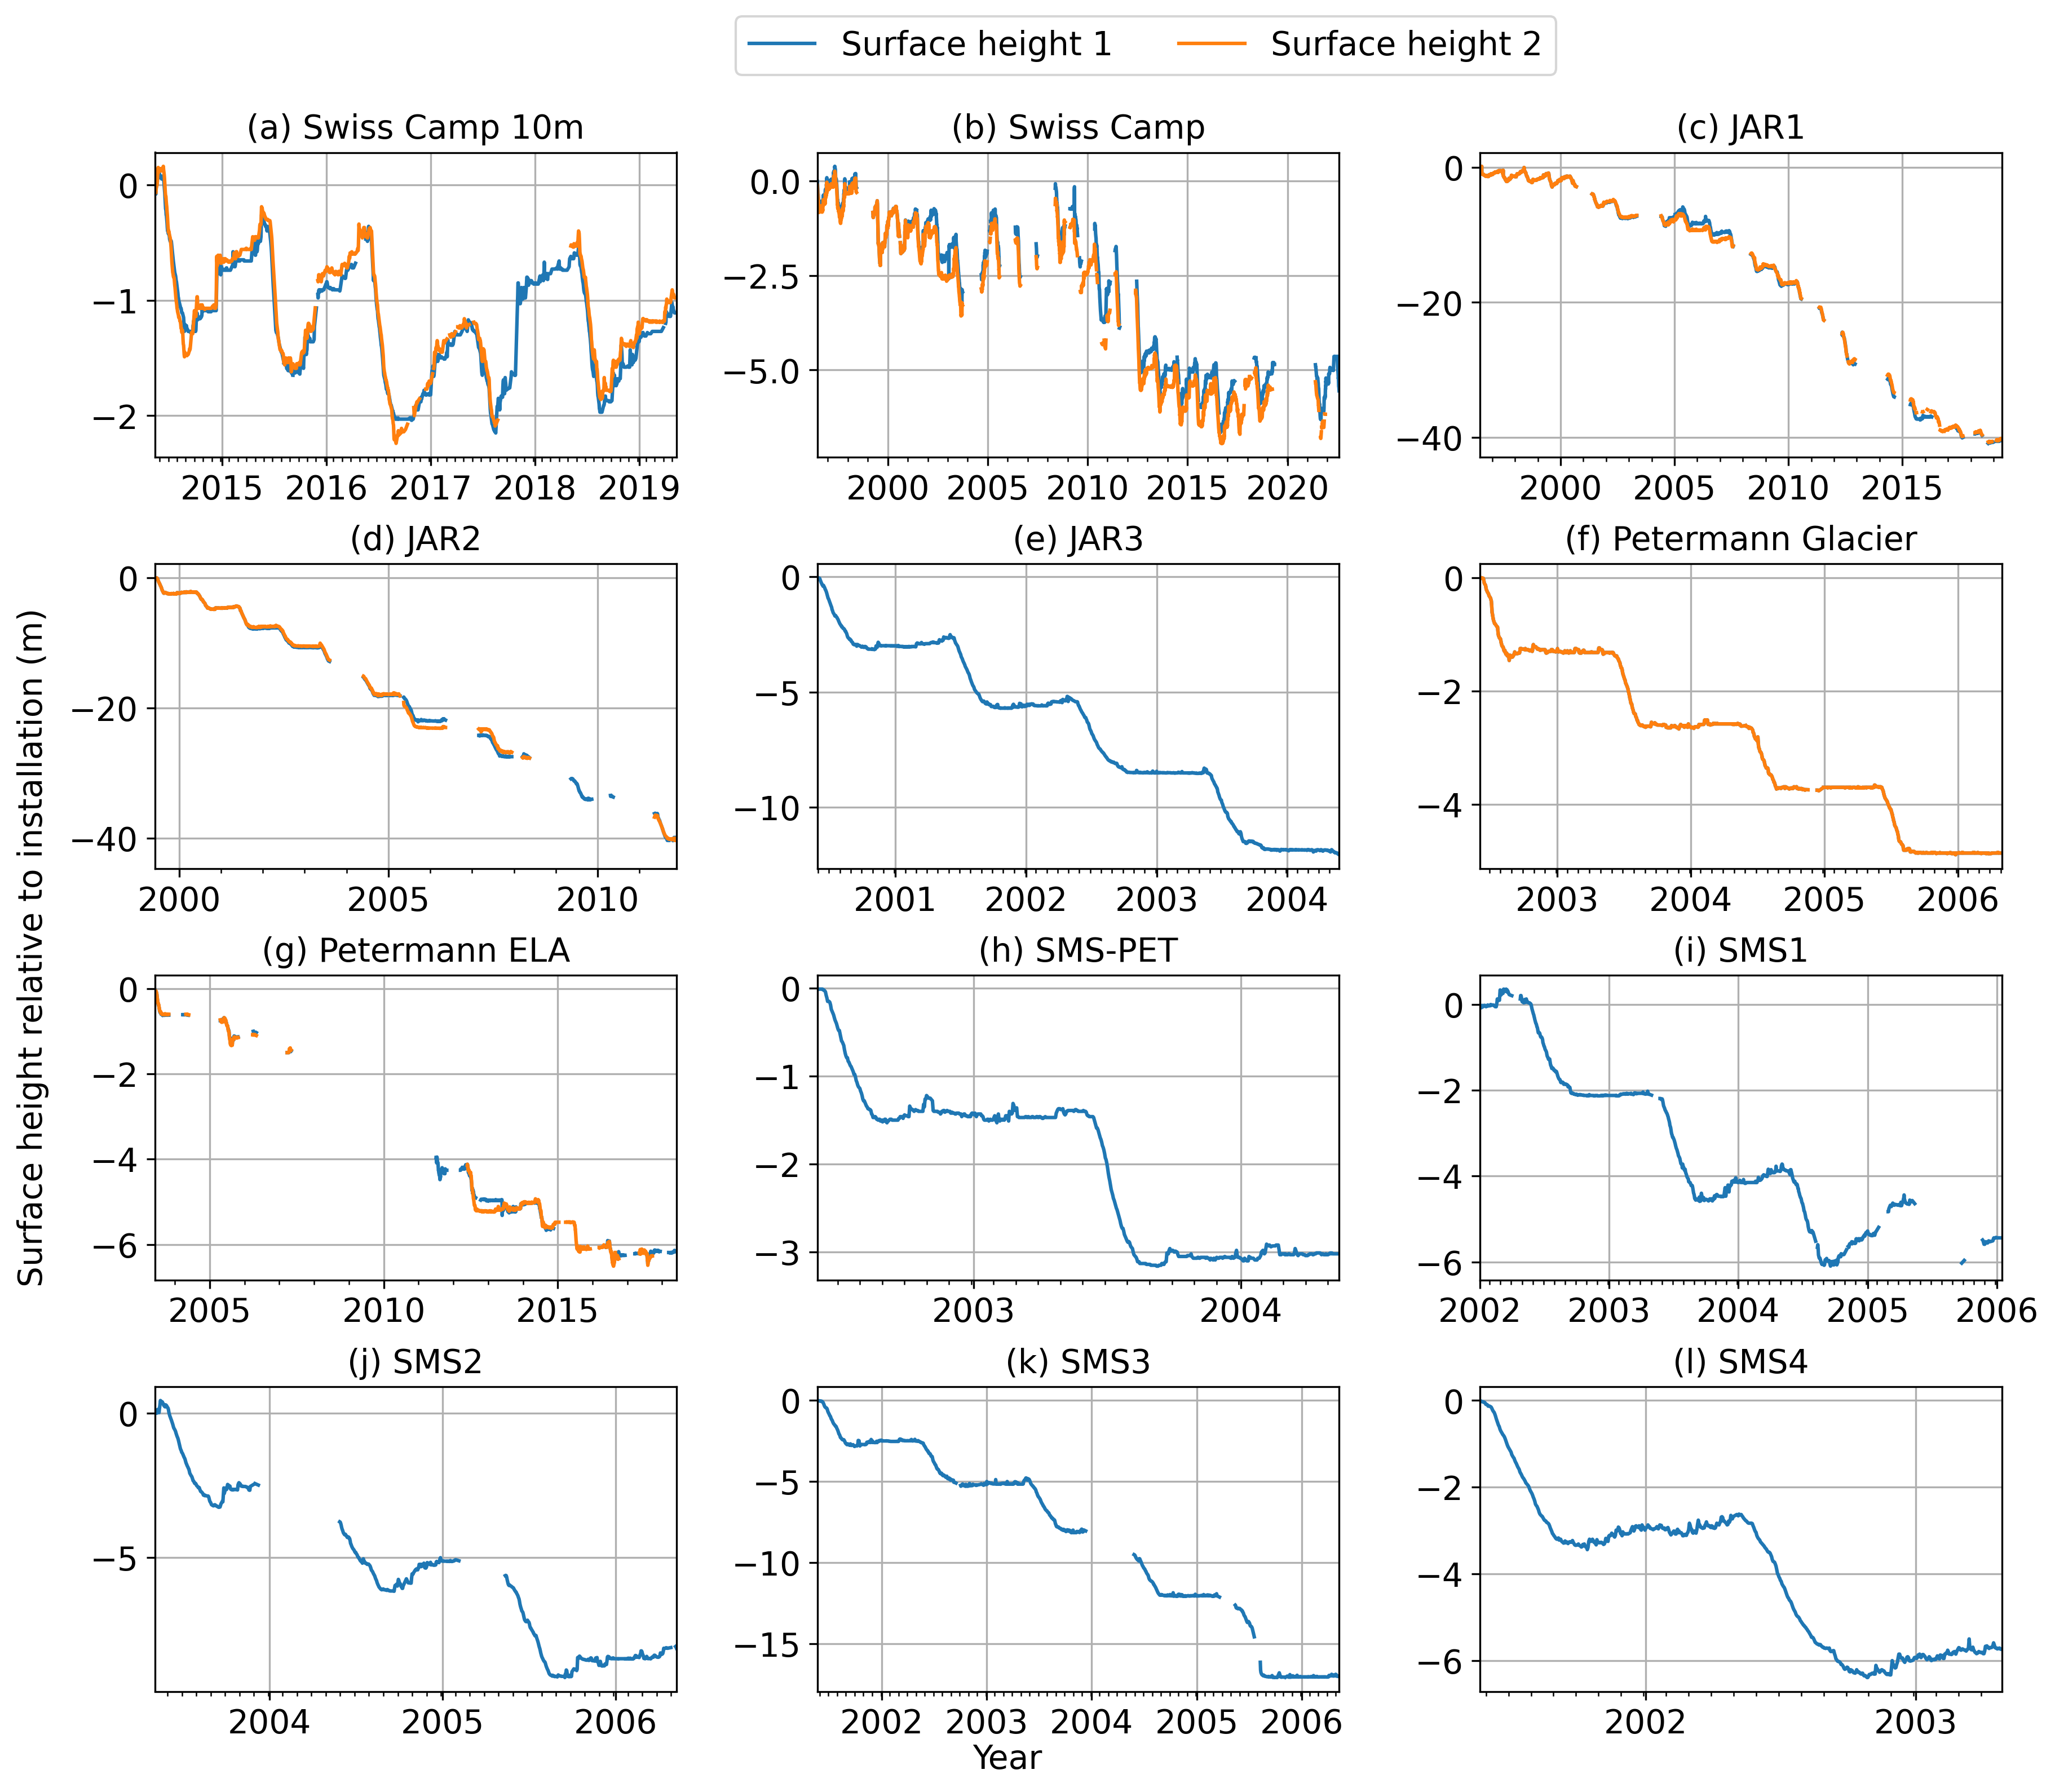 Surface height 1 Surface height 2
(a) Swiss Camp 10m (b) Swiss Camp (c) JAR1
0
−1
−2
2015 2016 2017 2018 2019
0.0
−2.5
−5.0
2000 2005 2010 2015 2020
0
−20
−40
2000 2005 2010 2015
(d) JAR2 (e) JAR3 (f) Petermann Glacier
0
−20
−40
2000 2005 2010
0
−5
−10
2001 2002 2003 2004
0
−2
−4
2003 2004 2005 2006
(g) Petermann ELA (h) SMS-PET (i) SMS1
0
−2
−4
−6
2005 2010 2015
0
−1
−2
−3
2003 2004
0
−2
−4
−6
2002 2003 2004 2005 2006
(j) SMS2 (k) SMS3 (l) SMS4
0
−5
2004 2005 2006
0
−5
−10
−15
2002 2003 2004 2005 2006
0
−2
−4
−6
2002 2003
Surface height relative to installation (m)
Year